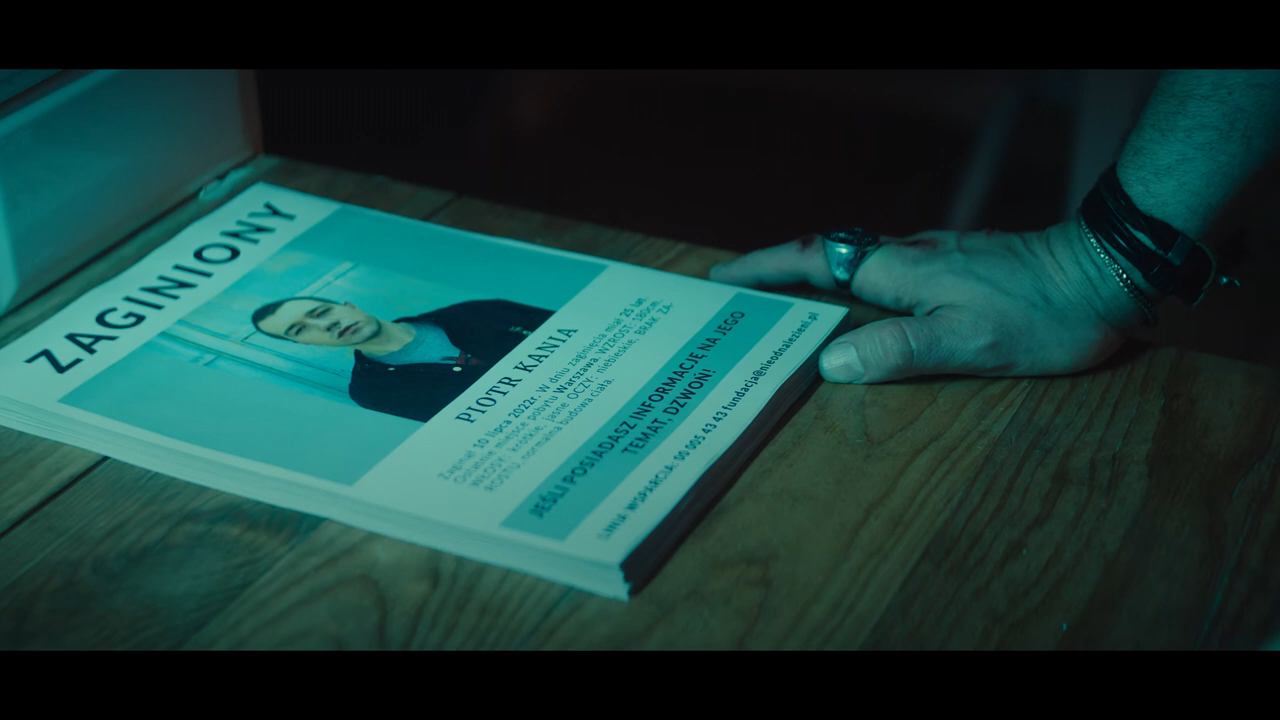 ZAGINIONY
PIOTR KANIA
Zaginął 10 lipca 2022r. W dniu zaginięcia miał 25 lat.
Ostatnie miejsce pobytu Warszawa. WZROST: 180cm,
WŁOSY: krótkie, jasne OCZY: niebieskie, BRAK ZA-
ROSTU, normalna budowa ciała.
JEŚLI POSIADASZ INFORMACJE NA JEGO
TEMAT, DZWOŃ!
WSPARCIA: 00 005 43 43 fundacja@nieodnalezieni.pl